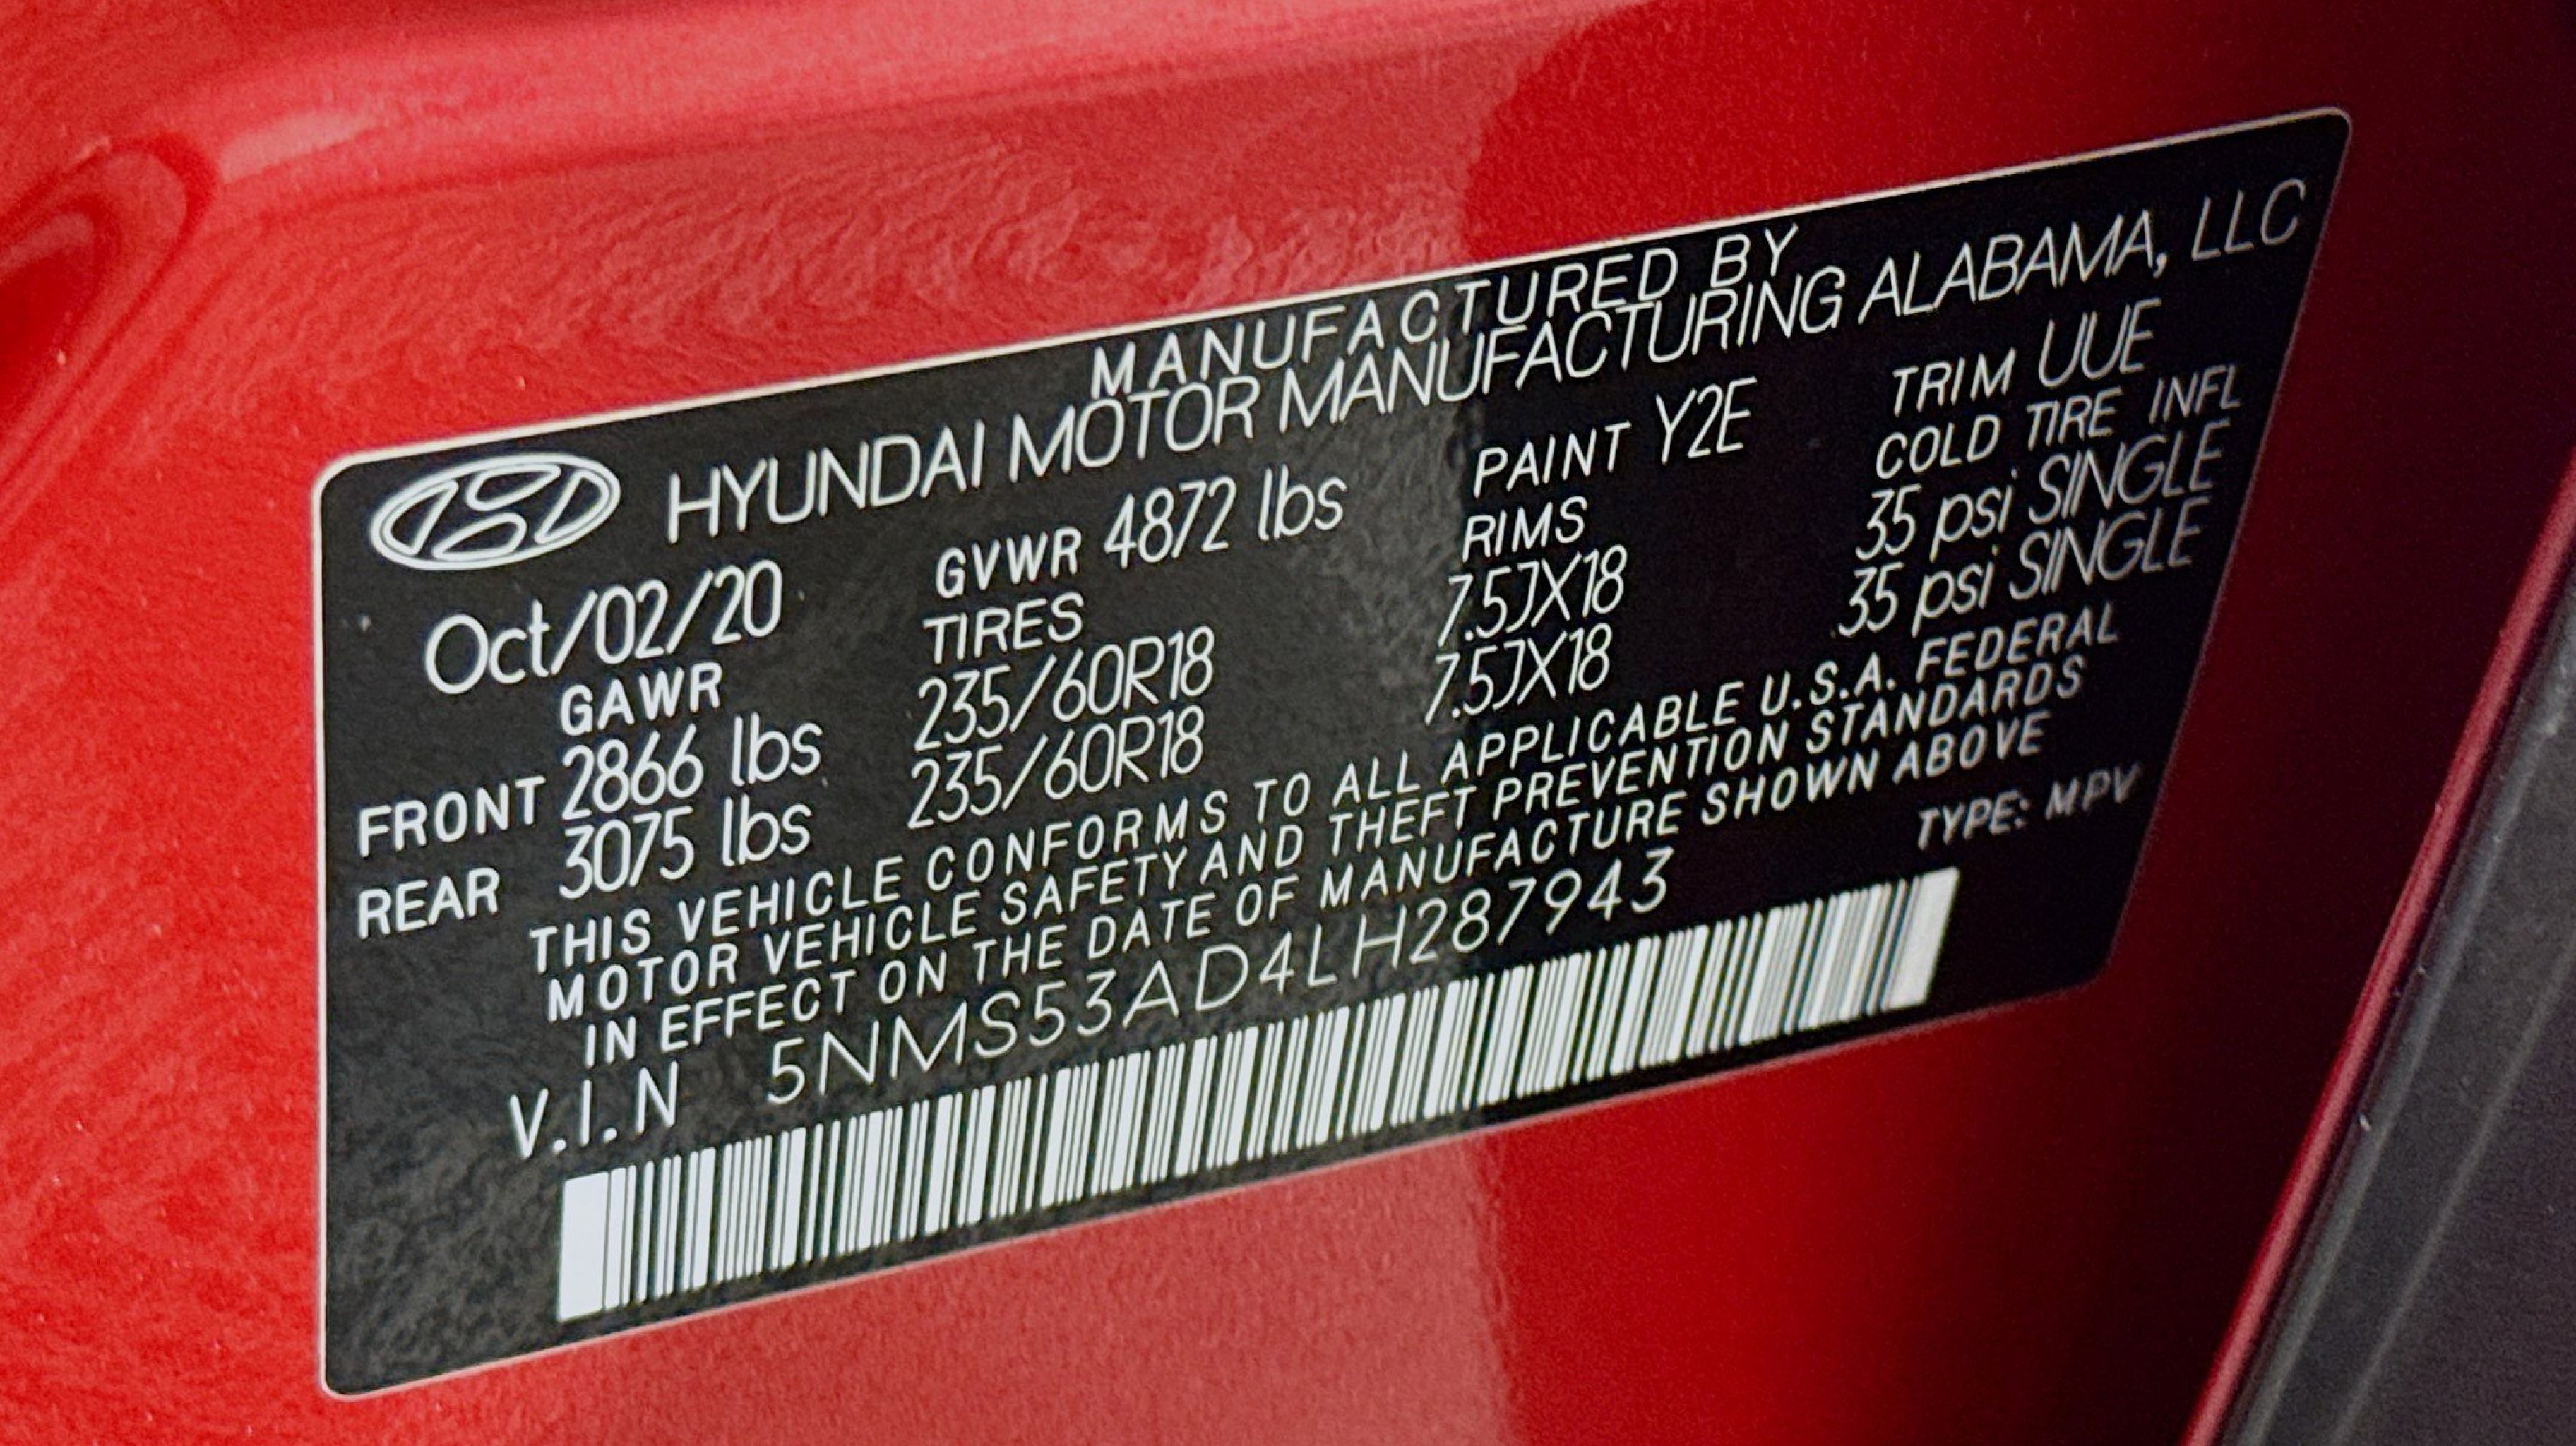 MANUFACTURED BY
HYUNDAI MOTOR MANUFACTURING ALABAMA, LLC
Oct/02/20 GVWR 4872 lbs PAINT Y2E TRIM UUE
GAWR TIRES RIMS COLD TIRE INFL
FRONT 2866 lbs 235/60R18 7.5JX18 35 psi SINGLE
REAR 3075 lbs 235/60R18 7.5JX18 35 psi SINGLE
THIS VEHICLE CONFORMS TO ALL APPLICABLE U.S.A. FEDERAL
MOTOR VEHICLE SAFETY AND THEFT PREVENTION STANDARDS
IN EFFECT ON THE DATE OF MANUFACTURE SHOWN ABOVE
V.I.N 5NMS53AD4LH287943 TYPE: MPV